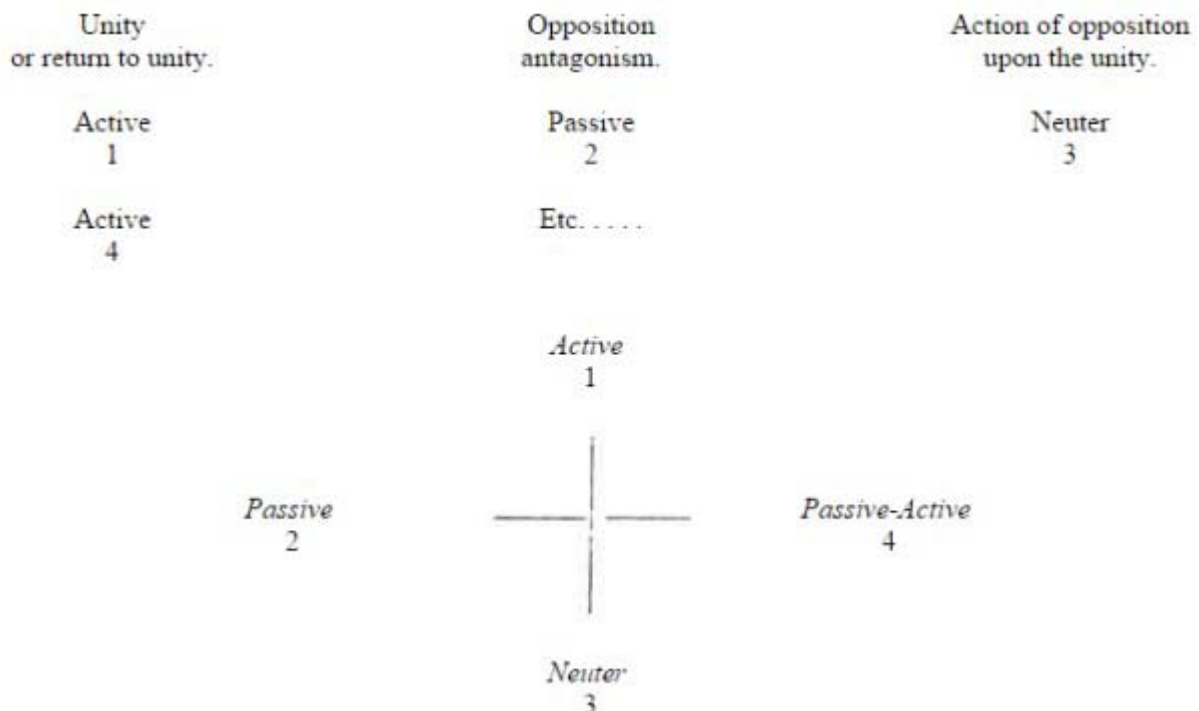 Unity
or return to unity.
Opposition
antagonism.
Action of opposition
upon the unity.
Active
1
Passive
2
Neuter
3
Active
4
Etc. . . . .
Active
1
Passive
2
Passive-Active
4
Neuter
3